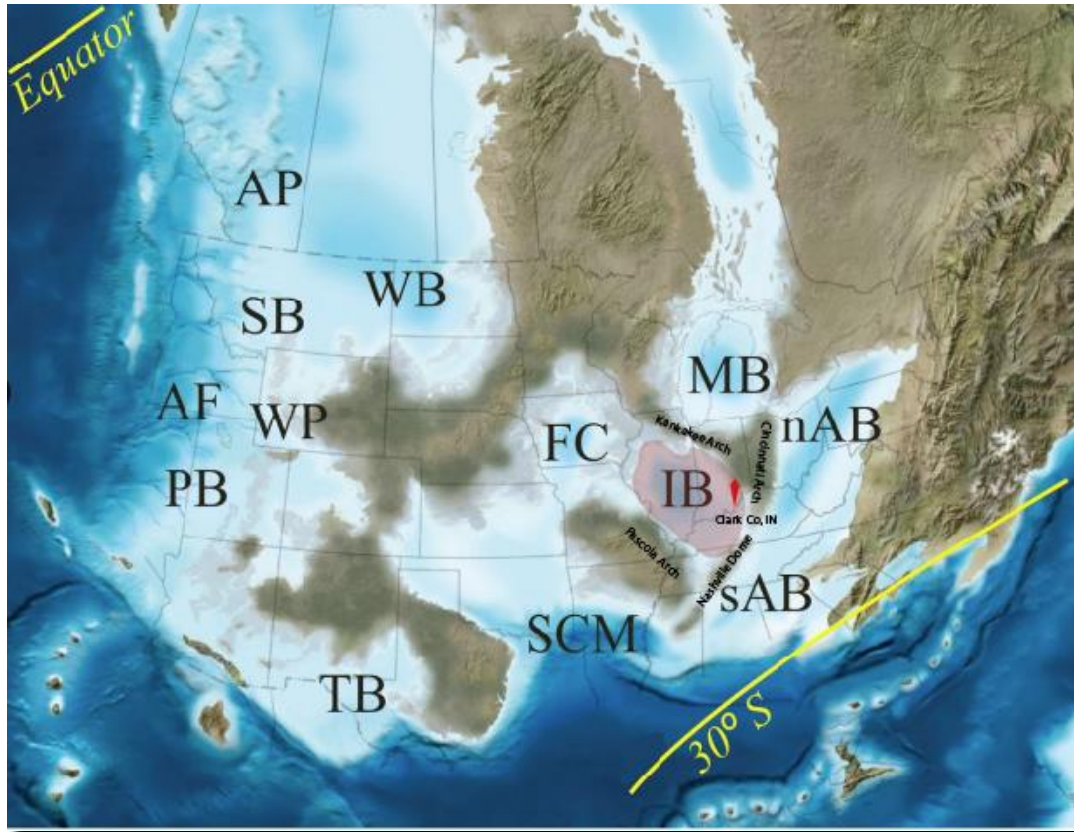 Equator
AP
WB
SB
MB
AF
WP
Kankakee Arch
Cincinnati Arch
nAB
FC
PB
IB
Clark Co, IN
Pascola Arch
Nashville Dome
sAB
SCM
TB
30° S